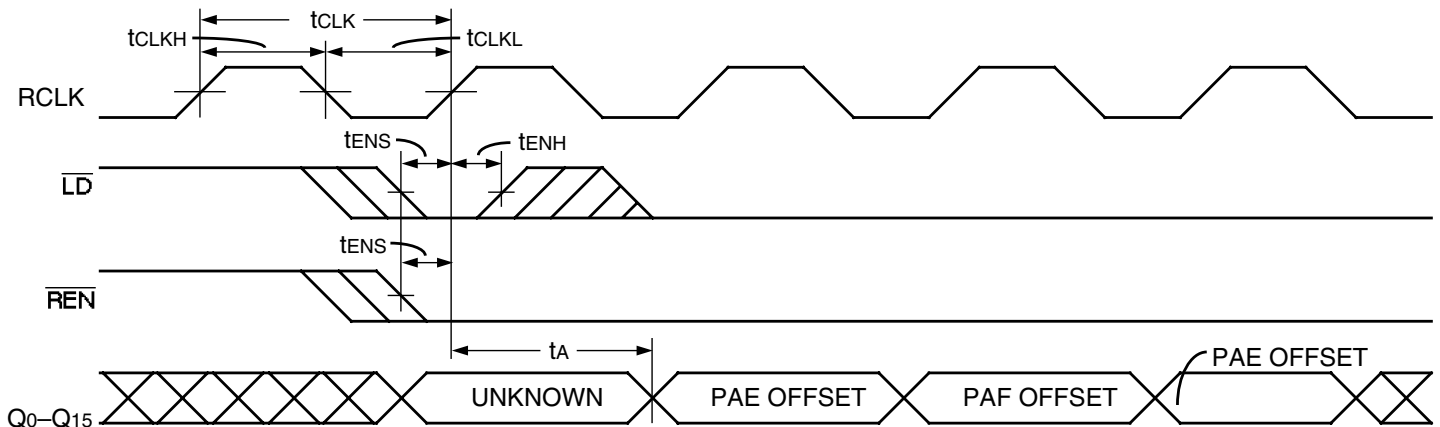 tCLK
tCLKH
tCLKL
RCLK
tENS
tENH
LD
tENS
REN
tA
PAE OFFSET
UNKNOWN
PAE OFFSET
PAF OFFSET
Q0–Q15